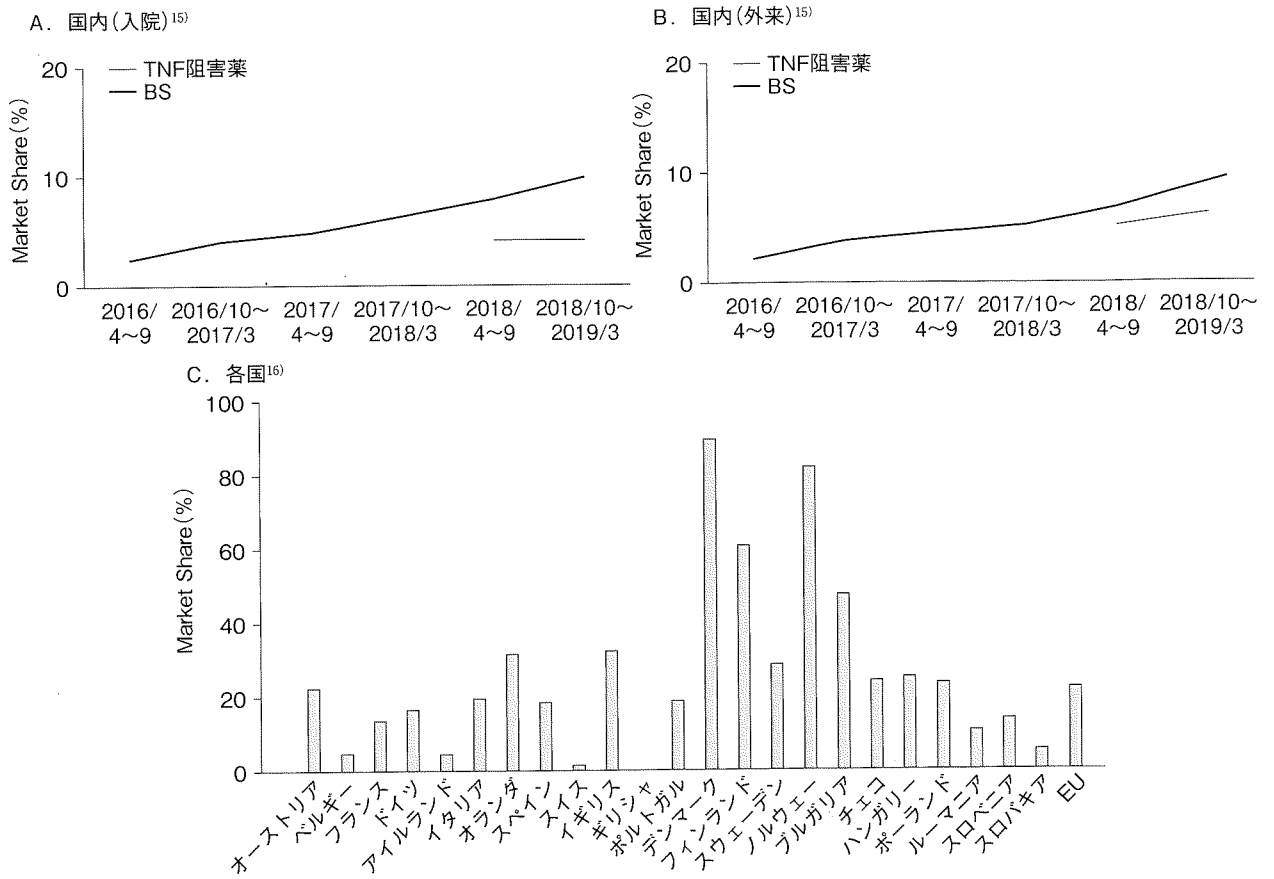 A. 国内(入院)¹⁵⁾
TNF阻害薬
BS
Market Share(%)
20
10
0
2016/
4~9
2016/10~
2017/3
2017/
4~9
2017/10~
2018/3
2018/
4~9
2018/10~
2019/3
B. 国内(外来)¹⁵⁾
TNF阻害薬
BS
Market Share(%)
20
10
0
2016/
4~9
2016/10~
2017/3
2017/
4~9
2017/10~
2018/3
2018/
4~9
2018/10~
2019/3
C. 各国¹⁶⁾
Market Share(%)
100
80
60
40
20
0
オーストリア
ベルギー
フランス
ドイツ
アイルランド
イタリア
オランダ
スペイン
スイス
イギリス
ギリシャ
ポルトガル
デンマーク
フィンランド
スウェーデン
ノルウェー
ブルガリア
チェコ
ハンガリー
ポーランド
ルーマニア
スロベニア
スロバキア
EU